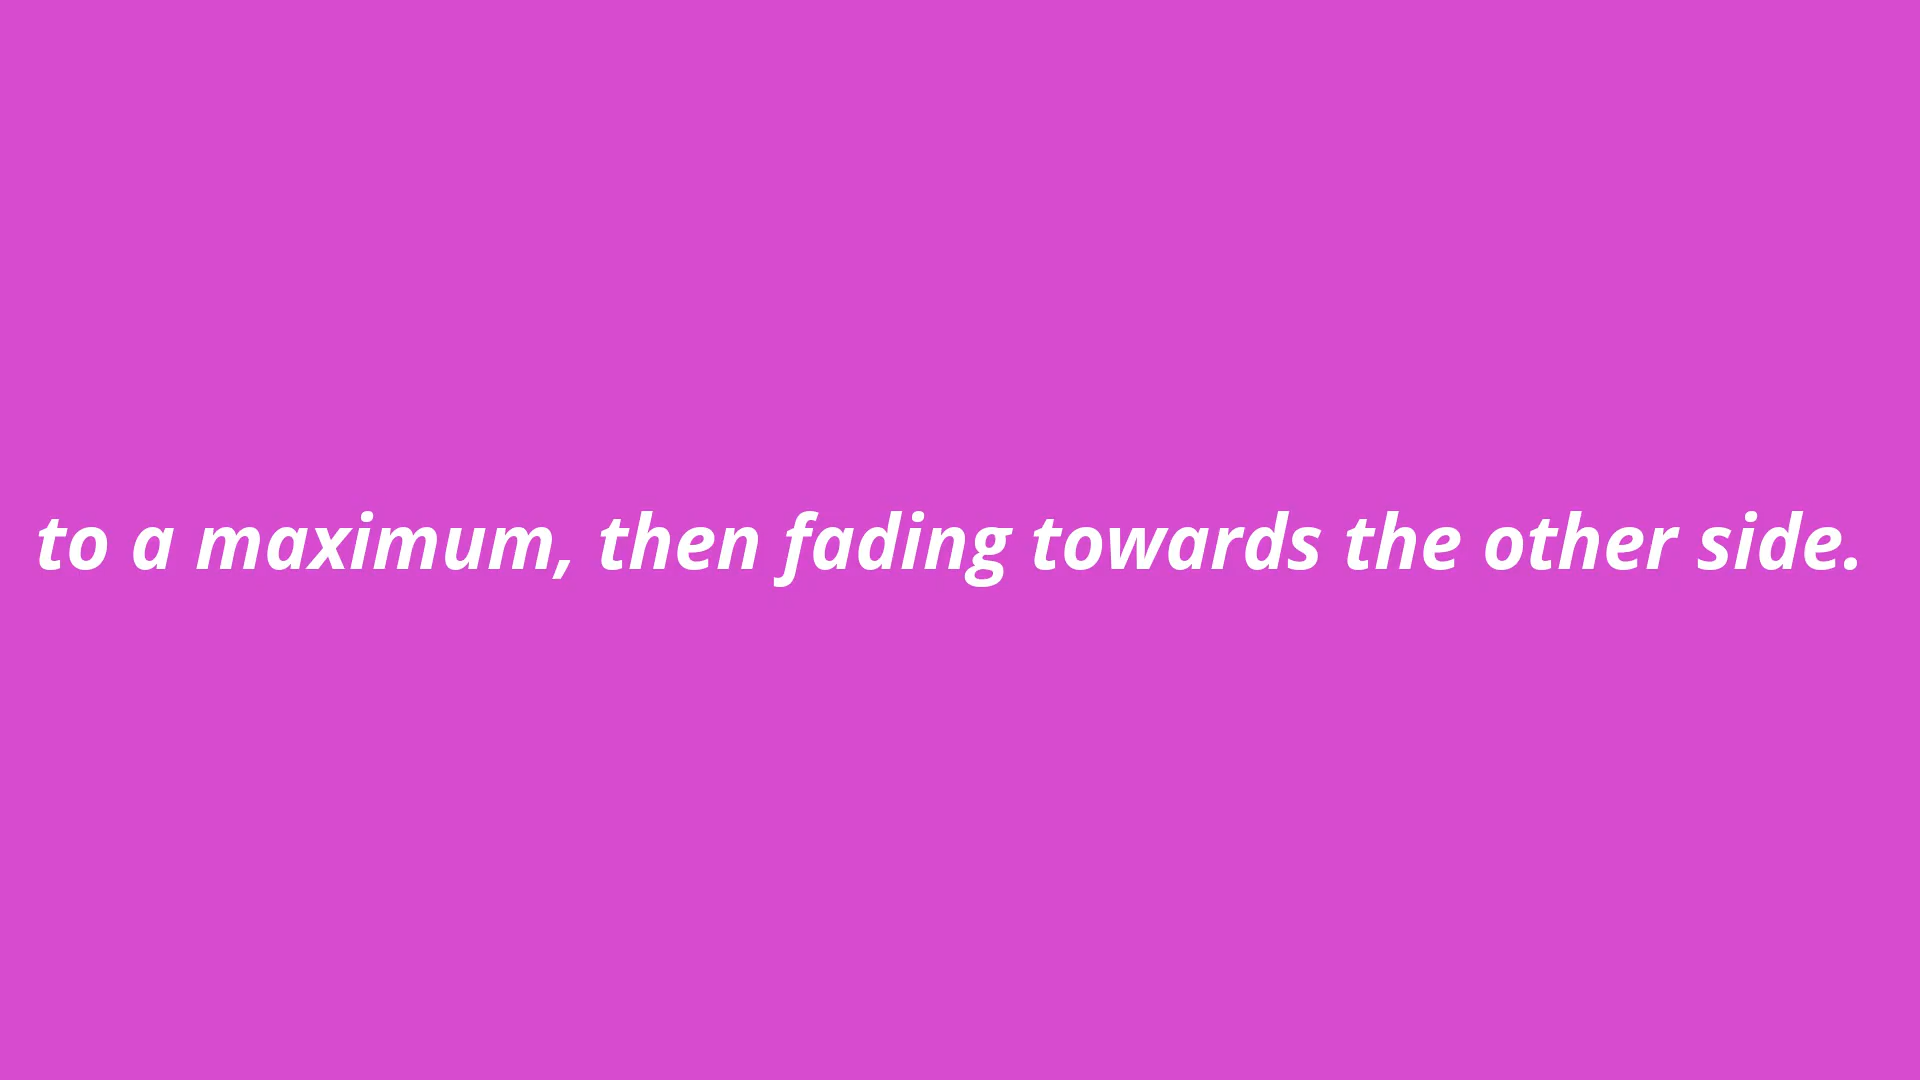 to a maximum, then fading towards the other side.